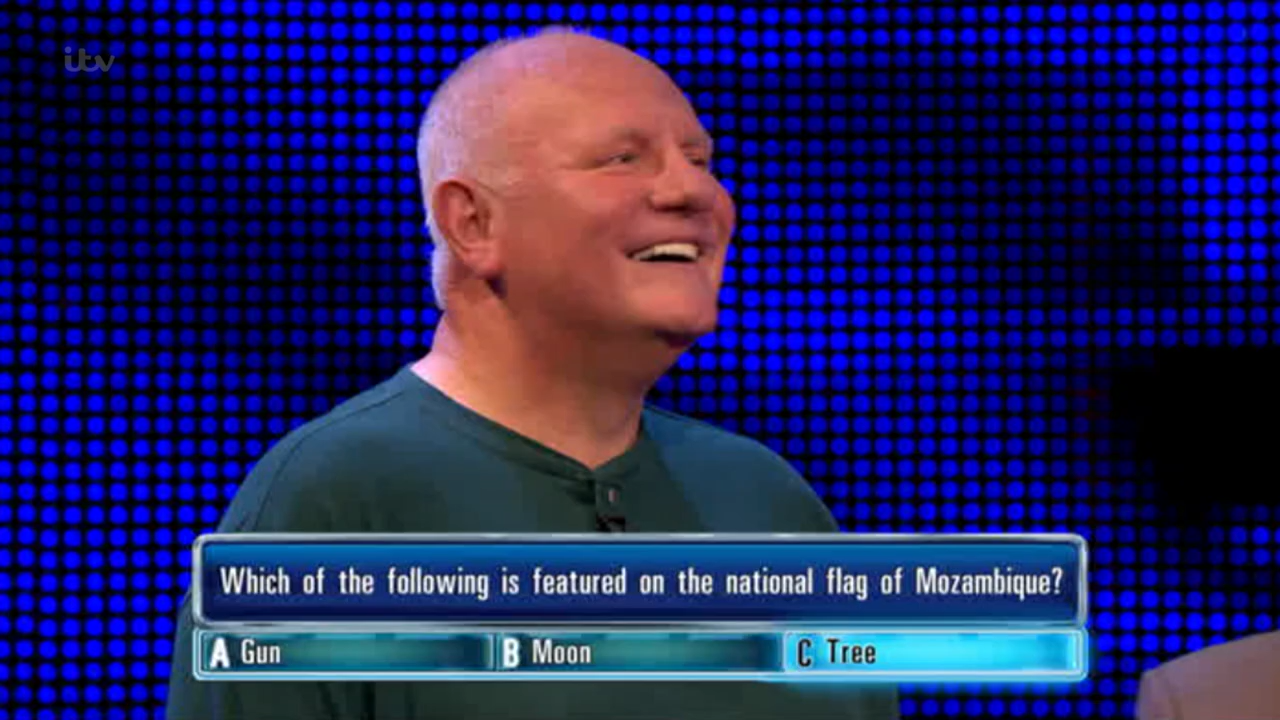 itv
Which of the following is featured on the national flag of Mozambique?
A Gun
B Moon
C Tree